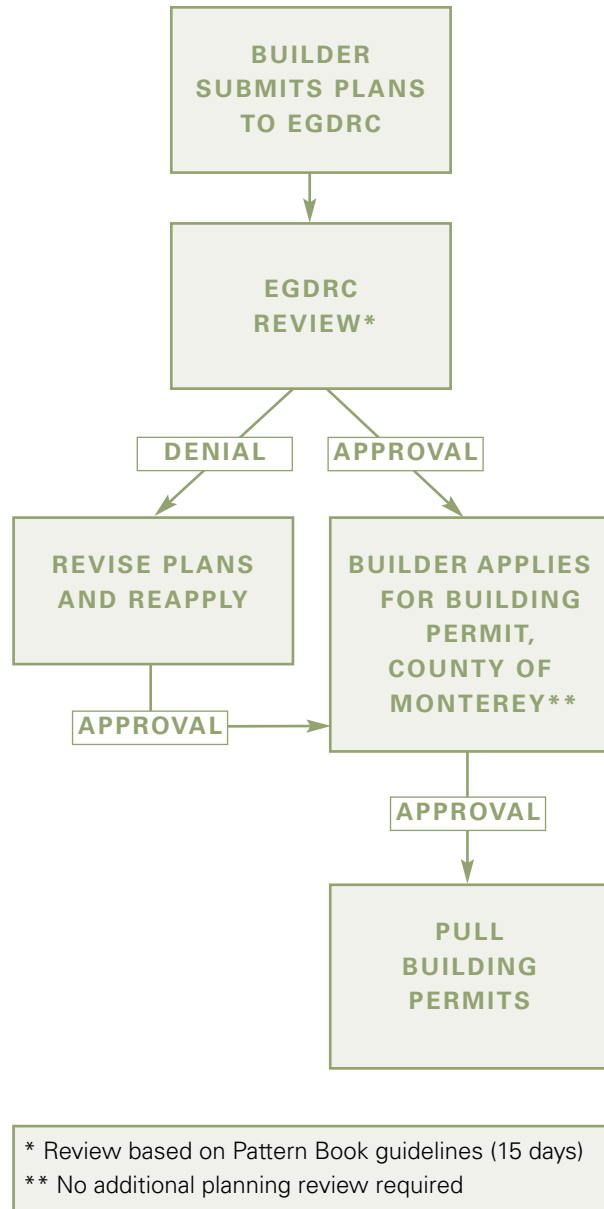 BUILDER
SUBMITS PLANS
TO EGDRC
EGDRC
REVIEW*
DENIAL
APPROVAL
REVISE PLANS
AND REAPPLY
BUILDER APPLIES
FOR BUILDING
PERMIT,
COUNTY OF
MONTEREY**
APPROVAL
APPROVAL
PULL
BUILDING
PERMITS
* Review based on Pattern Book guidelines (15 days)
** No additional planning review required